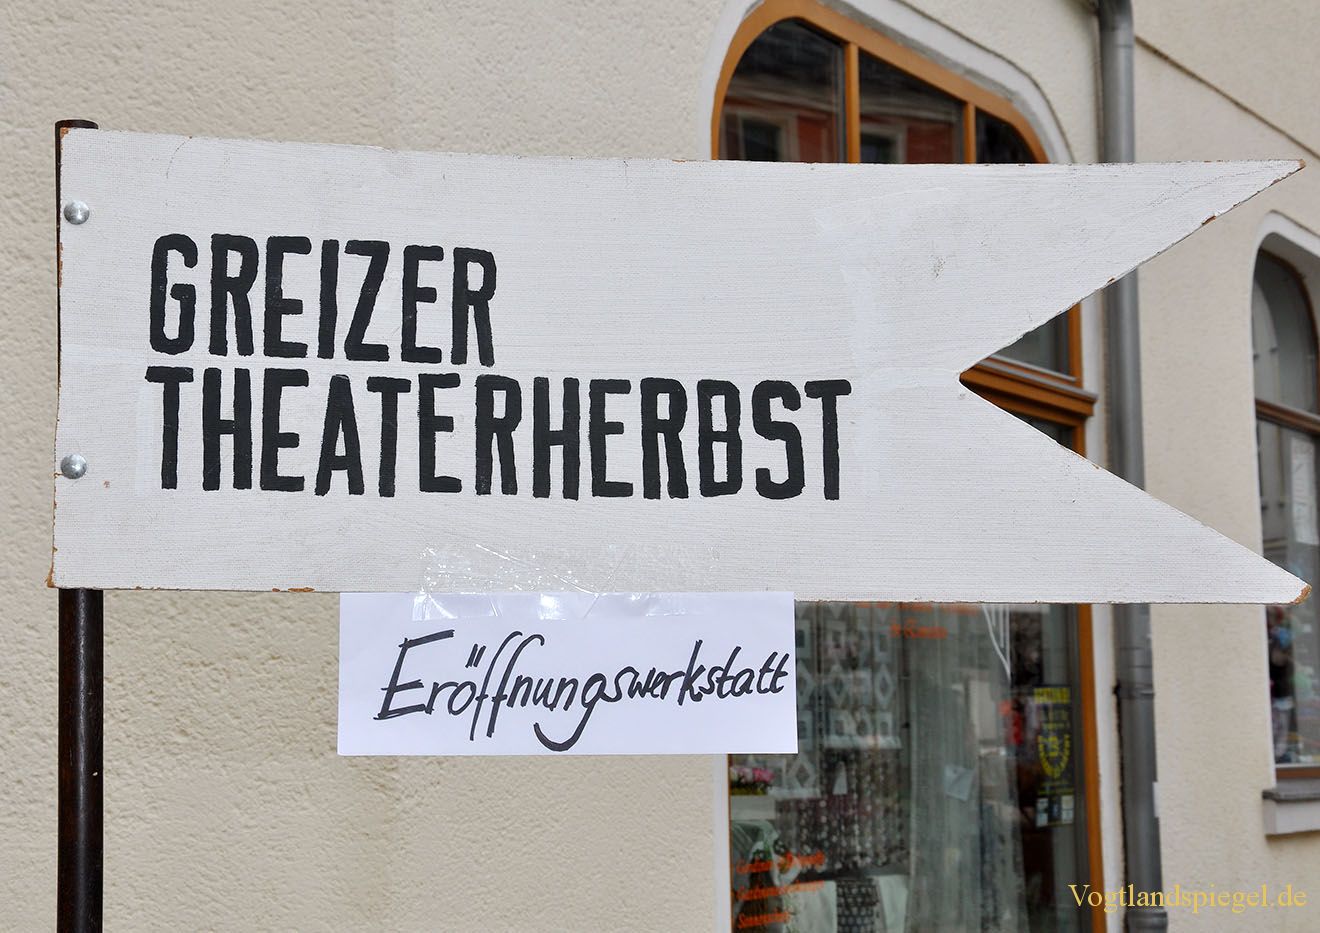 GREIZER
THEATERHERBST
Eröffnungswerkstatt
Vogtlandspiegel.de